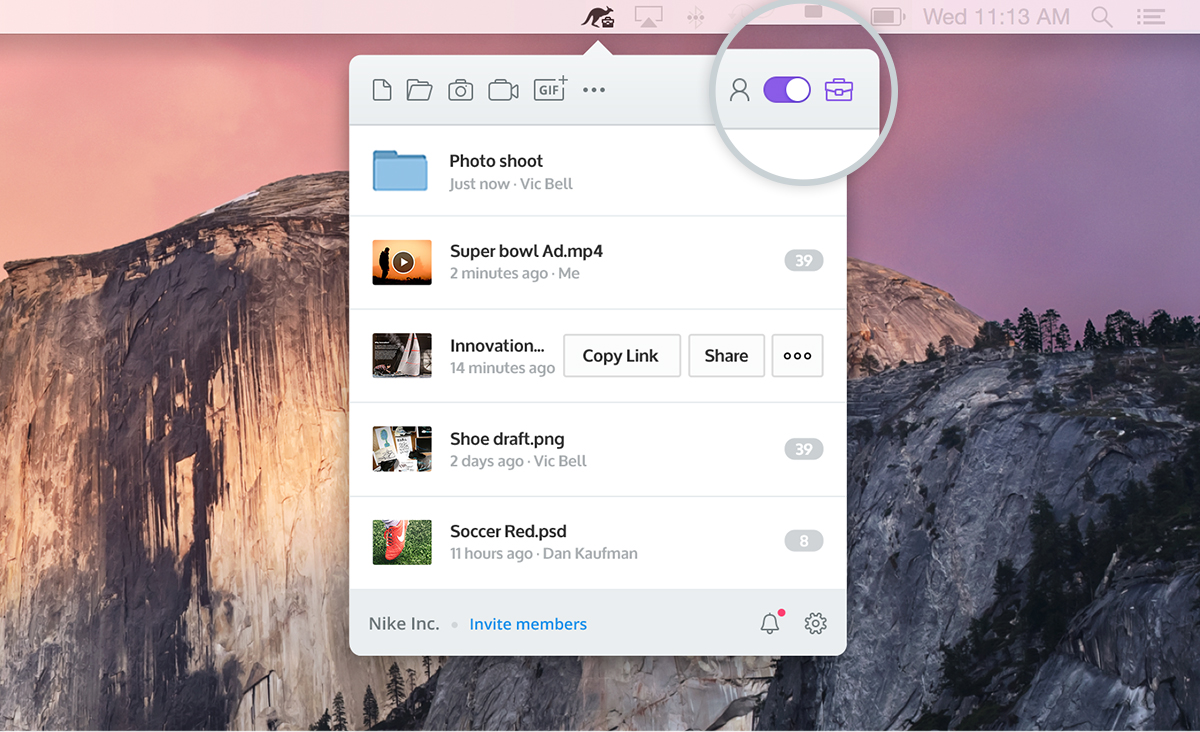 Wed 11:13 AM
GIF
Photo shoot
Just now · Vic Bell
Super bowl Ad.mp4
2 minutes ago · Me
39
Innovation...
14 minutes ago
Copy Link
Share
Shoe draft.png
2 days ago · Vic Bell
39
Soccer Red.psd
11 hours ago · Dan Kaufman
8
Nike Inc.
Invite members